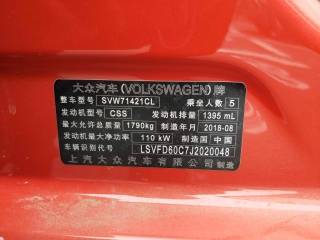 大众汽车(VOLKSWAGEN)牌
整车型号 SVW71421CL 乘坐人数 5
发动机型号 CSS 发动机排量 1395 mL
最大允许总质量 1790kg 制造年月 2018-08
发动机最大净功率 110 kW 制造国 中国
车辆识别代号 LSVFD60C7J2020048
上汽大众汽车有限公司制造